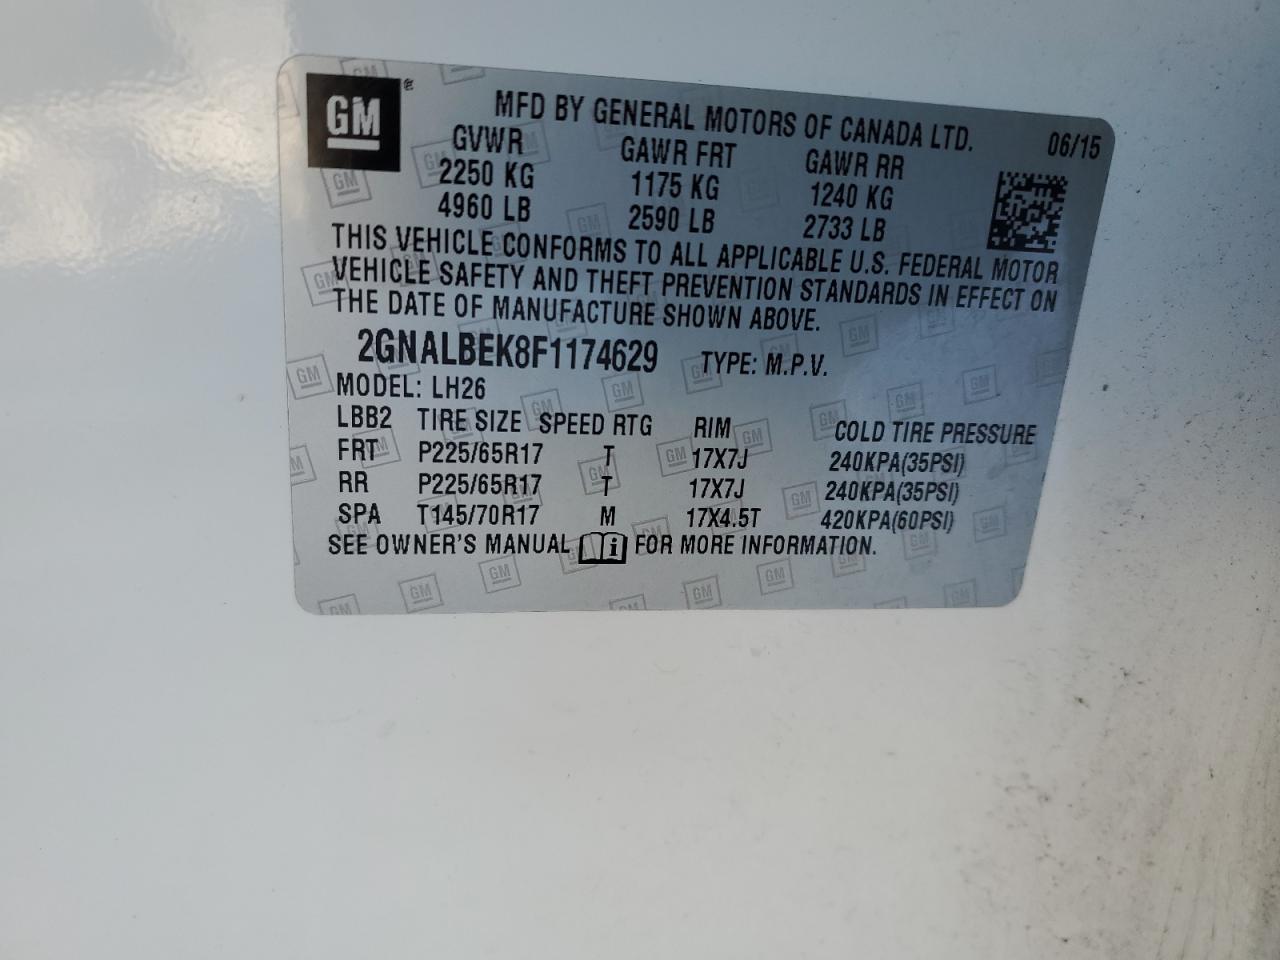 GM
MFD BY GENERAL MOTORS OF CANADA LTD. 06/15
GVWR GAWR FRT GAWR RR
2250 KG 1175 KG 1240 KG
4960 LB 2590 LB 2733 LB
THIS VEHICLE CONFORMS TO ALL APPLICABLE U.S. FEDERAL MOTOR
VEHICLE SAFETY AND THEFT PREVENTION STANDARDS IN EFFECT ON
THE DATE OF MANUFACTURE SHOWN ABOVE.
2GNALBEK8F1174629 TYPE: M.P.V.
MODEL: LH26
LBB2 TIRE SIZE SPEED RTG RIM COLD TIRE PRESSURE
FRT P225/65R17 T 17X7J 240KPA(35PSI)
RR P225/65R17 T 17X7J 240KPA(35PSI)
SPA T145/70R17 M 17X4.5T 420KPA(60PSI)
SEE OWNER'S MANUAL i FOR MORE INFORMATION.